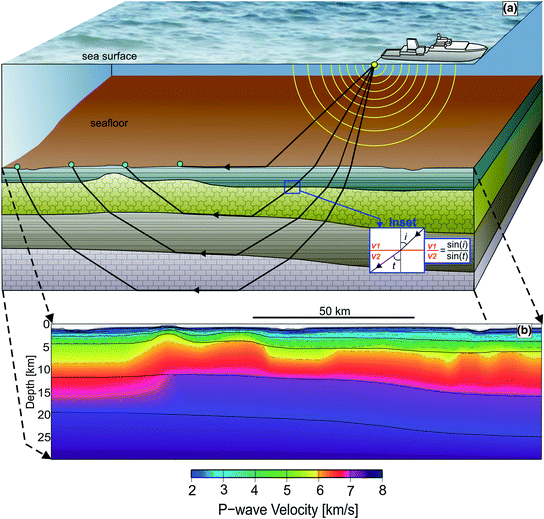 (a)
sea surface
seafloor
Inset
v1
v2
i
t
v1/v2 = sin(i)/sin(t)
50 km
(b)
0
5
10
15
20
25
Depth [km]
2 3 4 5 6 7 8
P−wave Velocity [km/s]